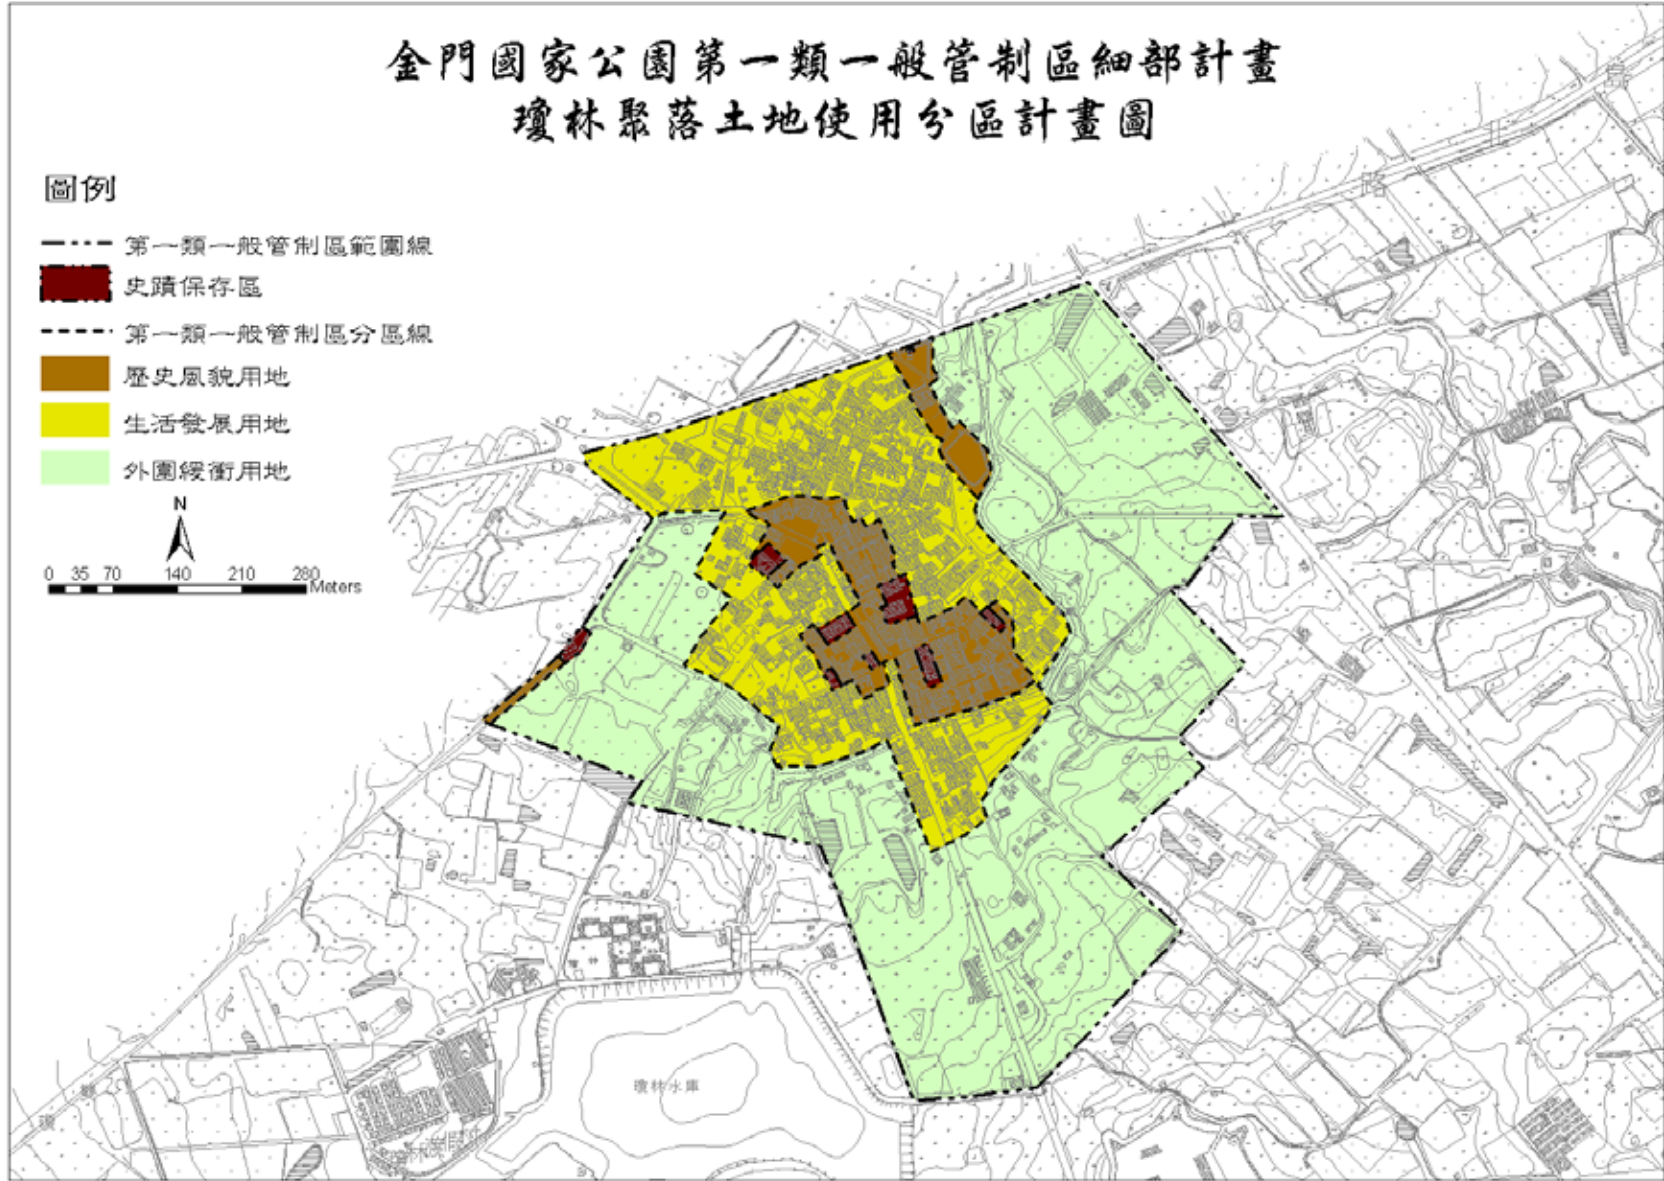 金門國家公園第一類一般管制區細部計畫
瓊林聚落土地使用分區計畫圖
圖例
第一類一般管制區範圍線
史蹟保存區
第一類一般管制區分區線
歷史風貌用地
生活發展用地
外圍緩衝用地
N
0 35 70 140 210 280
Meters
瓊林水庫